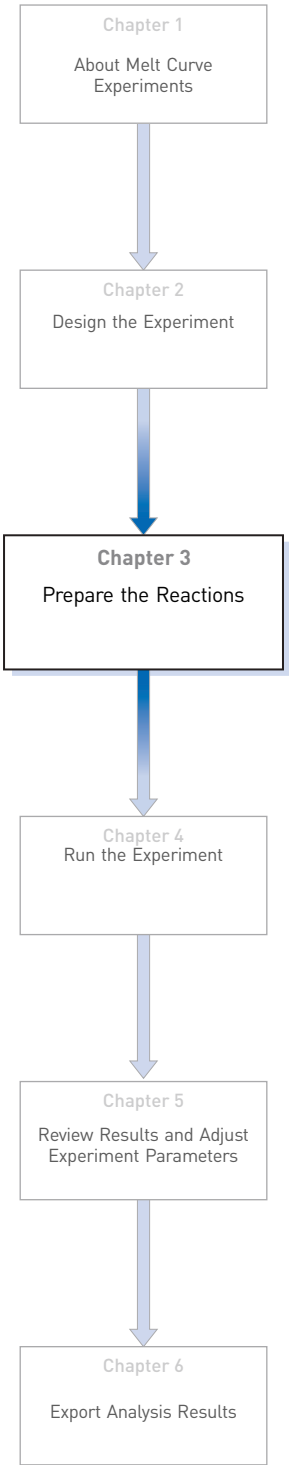 Chapter 1
About Melt Curve
Experiments
Chapter 2
Design the Experiment
Chapter 3
Prepare the Reactions
Chapter 4
Run the Experiment
Chapter 5
Review Results and Adjust
Experiment Parameters
Chapter 6
Export Analysis Results